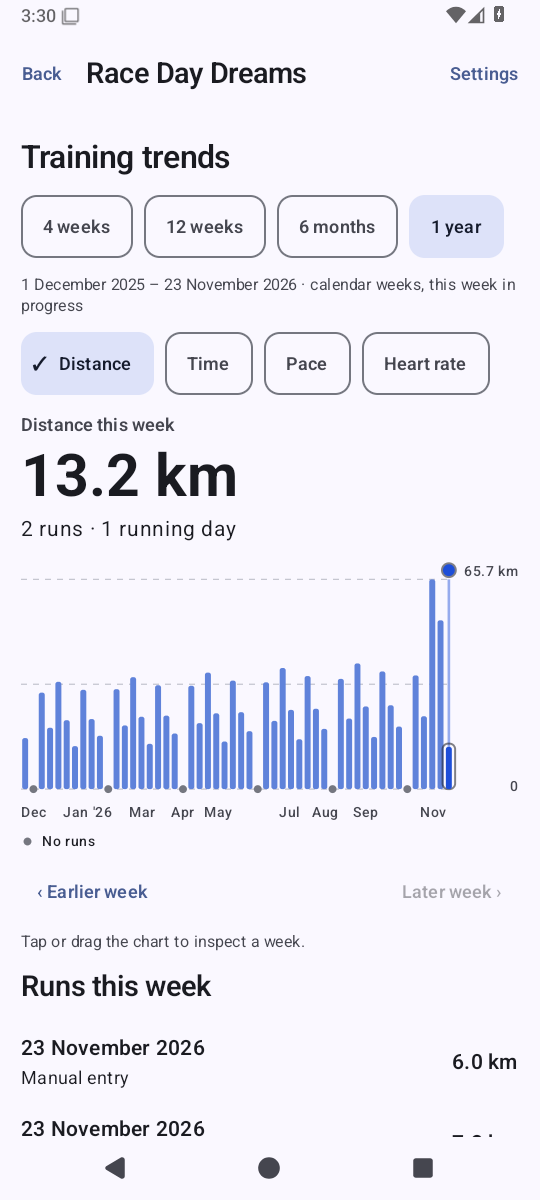 3:30
Back Race Day Dreams Settings
Training trends
4 weeks 12 weeks 6 months 1 year
1 December 2025 – 23 November 2026 · calendar weeks, this week in
progress
✓ Distance Time Pace Heart rate
Distance this week
13.2 km
2 runs · 1 running day
65.7 km
0
Dec Jan '26 Mar Apr May Jul Aug Sep Nov
No runs
‹ Earlier week Later week ›
Tap or drag the chart to inspect a week.
Runs this week
23 November 2026
6.0 km
Manual entry
23 November 2026